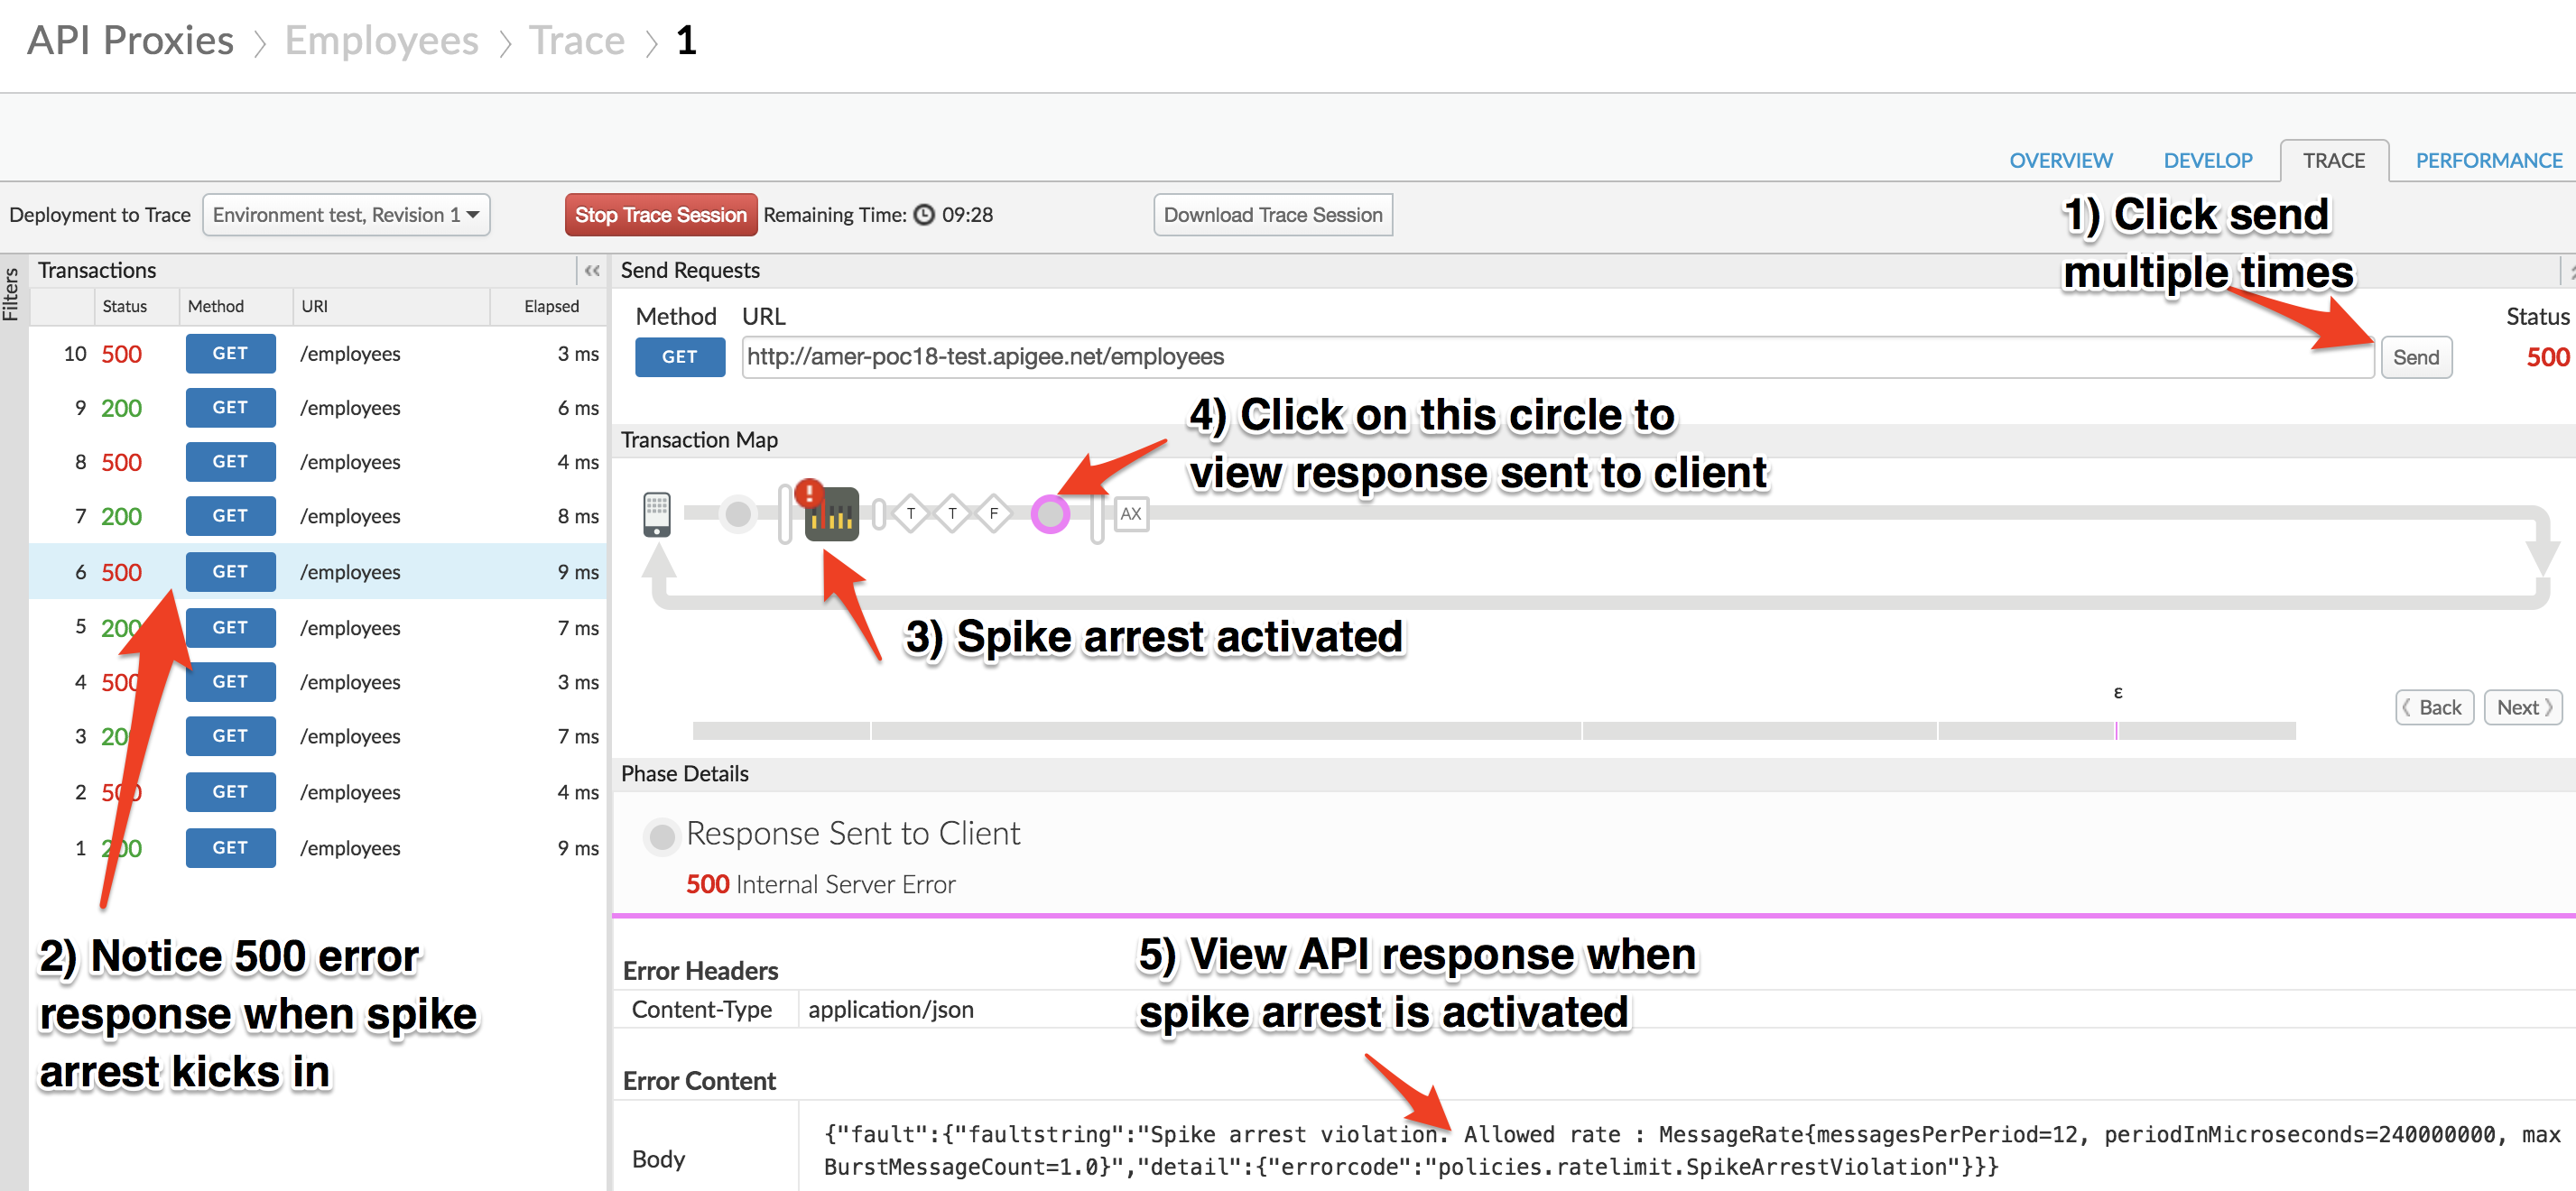 API Proxies > Employees > Trace > 1
OVERVIEW DEVELOP TRACE PERFORMANCE
Deployment to Trace Environment test, Revision 1 Stop Trace Session Remaining Time: 09:28 Download Trace Session
1) Click send
multiple times
Filters
Transactions «
Status Method URI Elapsed
10 500 GET /employees 3 ms
9 200 GET /employees 6 ms
8 500 GET /employees 4 ms
7 200 GET /employees 8 ms
6 500 GET /employees 9 ms
5 200 GET /employees 7 ms
4 500 GET /employees 3 ms
3 200 GET /employees 7 ms
2 500 GET /employees 4 ms
1 200 GET /employees 9 ms
2) Notice 500 error
response when spike
arrest kicks in
Send Requests
Method URL Status
GET http://amer-poc18-test.apigee.net/employees Send 500
4) Click on this circle to
view response sent to client
Transaction Map
! T T F AX
3) Spike arrest activated
ε
Back Next
Phase Details
Response Sent to Client
500 Internal Server Error
5) View API response when
spike arrest is activated
Error Headers
Content-Type application/json
Error Content
Body
{"fault":{"faultstring":"Spike arrest violation. Allowed rate : MessageRate{messagesPerPeriod=12, periodInMicroseconds=240000000, max
BurstMessageCount=1.0}","detail":{"errorcode":"policies.ratelimit.SpikeArrestViolation"}}}